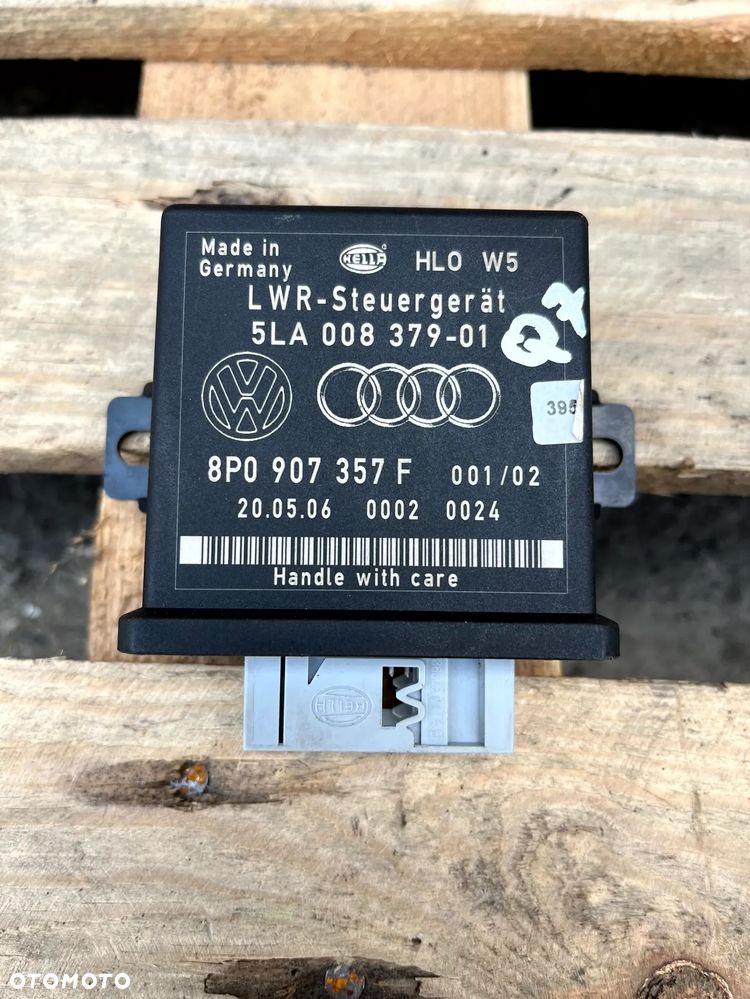 Made in
Germany
HELLA
HLO W5
LWR-Steuergerät
5LA 008 379-01
Q7
395
8P0 907 357 F 001/02
20.05.06 0002 0024
Handle with care
HELLA
OTOMOTO